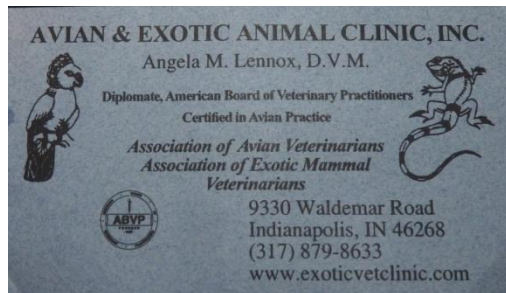 AVIAN & EXOTIC ANIMAL CLINIC, INC.
Angela M. Lennox, D.V.M.
Diplomate, American Board of Veterinary Practitioners
Certified in Avian Practice
Association of Avian Veterinarians
Association of Exotic Mammal
Veterinarians
ABVP
9330 Waldemar Road
Indianapolis, IN 46268
(317) 879-8633
www.exoticvetclinic.com